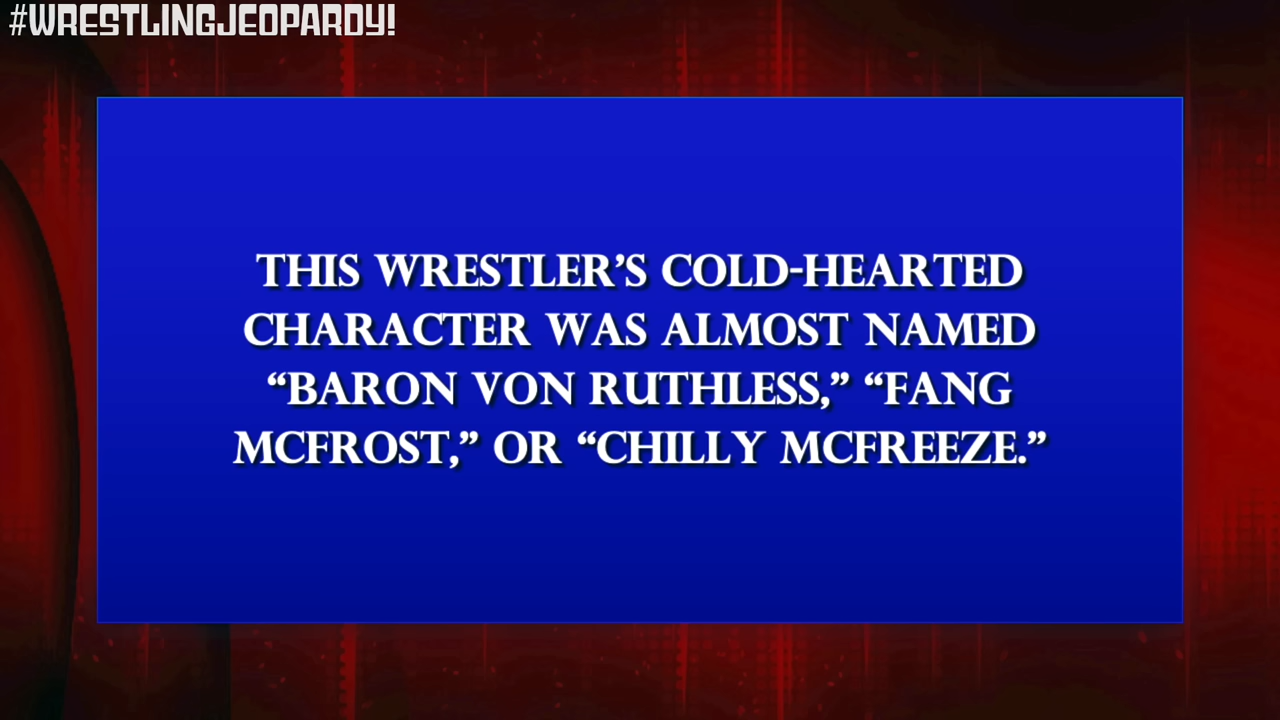 #WRESTLINGJEOPARDY!
THIS WRESTLER’S COLD-HEARTED
CHARACTER WAS ALMOST NAMED
“BARON VON RUTHLESS,” “FANG
MCFROST,” OR “CHILLY MCFREEZE.”